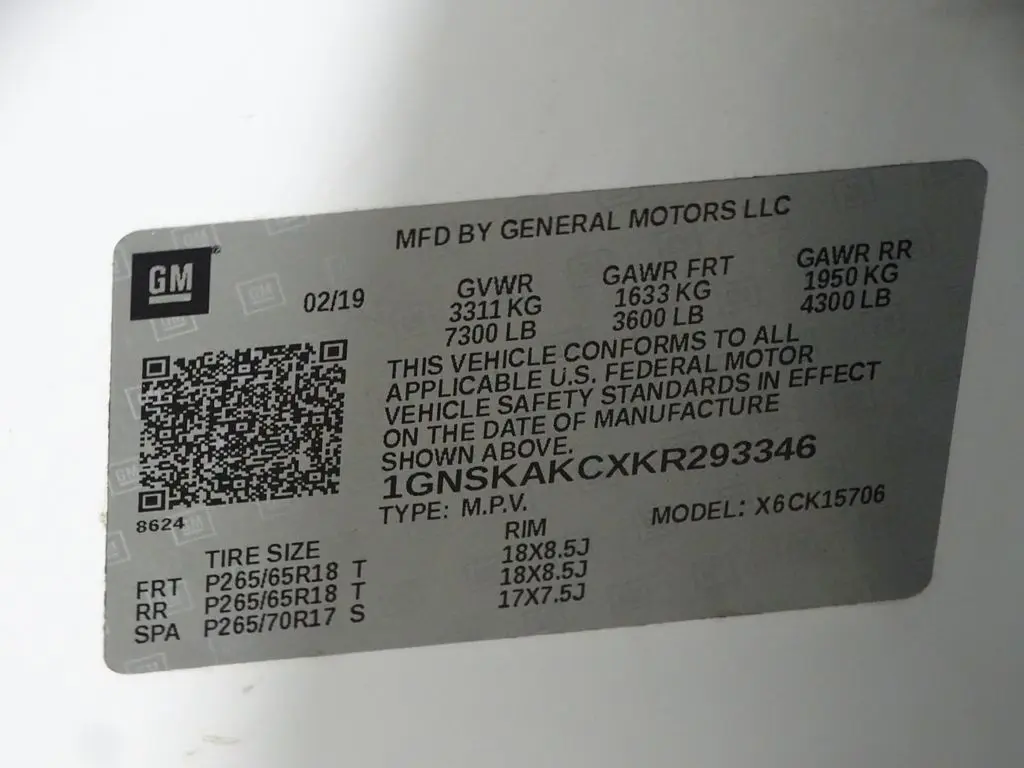 MFD BY GENERAL MOTORS LLC
GM
02/19
GVWR GAWR FRT GAWR RR
3311 KG 1633 KG 1950 KG
7300 LB 3600 LB 4300 LB
THIS VEHICLE CONFORMS TO ALL
APPLICABLE U.S. FEDERAL MOTOR
VEHICLE SAFETY STANDARDS IN EFFECT
ON THE DATE OF MANUFACTURE
SHOWN ABOVE.
1GNSKAKCXKR293346
TYPE: M.P.V. MODEL: X6CK15706
8624
TIRE SIZE RIM
FRT P265/65R18 T 18X8.5J
RR P265/65R18 T 18X8.5J
SPA P265/70R17 S 17X7.5J